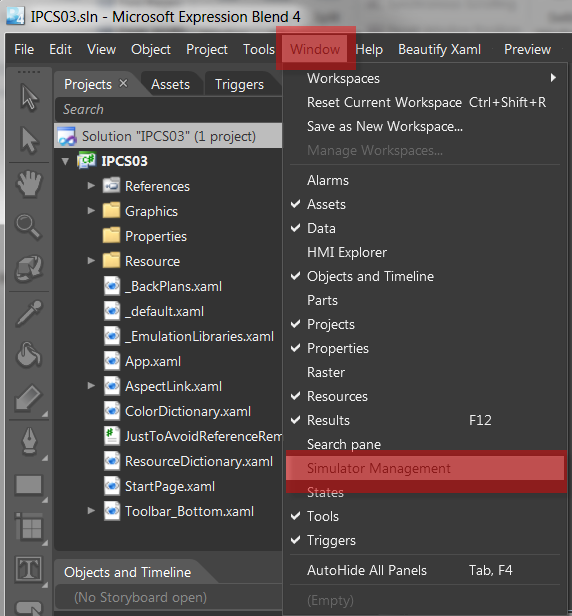 IPCS03.sln - Microsoft Expression Blend 4
File Edit View Object Project Tools Window Help Beautify Xaml Preview
Projects × Assets Triggers
Search
Solution "IPCS03" (1 project)
IPCS03
References
Graphics
Properties
Resource
_BackPlans.xaml
_default.xaml
_EmulationLibraries.xaml
App.xaml
AspectLink.xaml
ColorDictionary.xaml
JustToAvoidReferenceRem
ResourceDictionary.xaml
StartPage.xaml
Toolbar_Bottom.xaml
Objects and Timeline
(No Storyboard open)
Workspaces
Reset Current Workspace Ctrl+Shift+R
Save as New Workspace...
Manage Workspaces...
Alarms
Assets
Data
HMI Explorer
Objects and Timeline
Parts
Projects
Properties
Raster
Resources
Results F12
Search pane
Simulator Management
States
Tools
Triggers
AutoHide All Panels Tab, F4
(Empty)